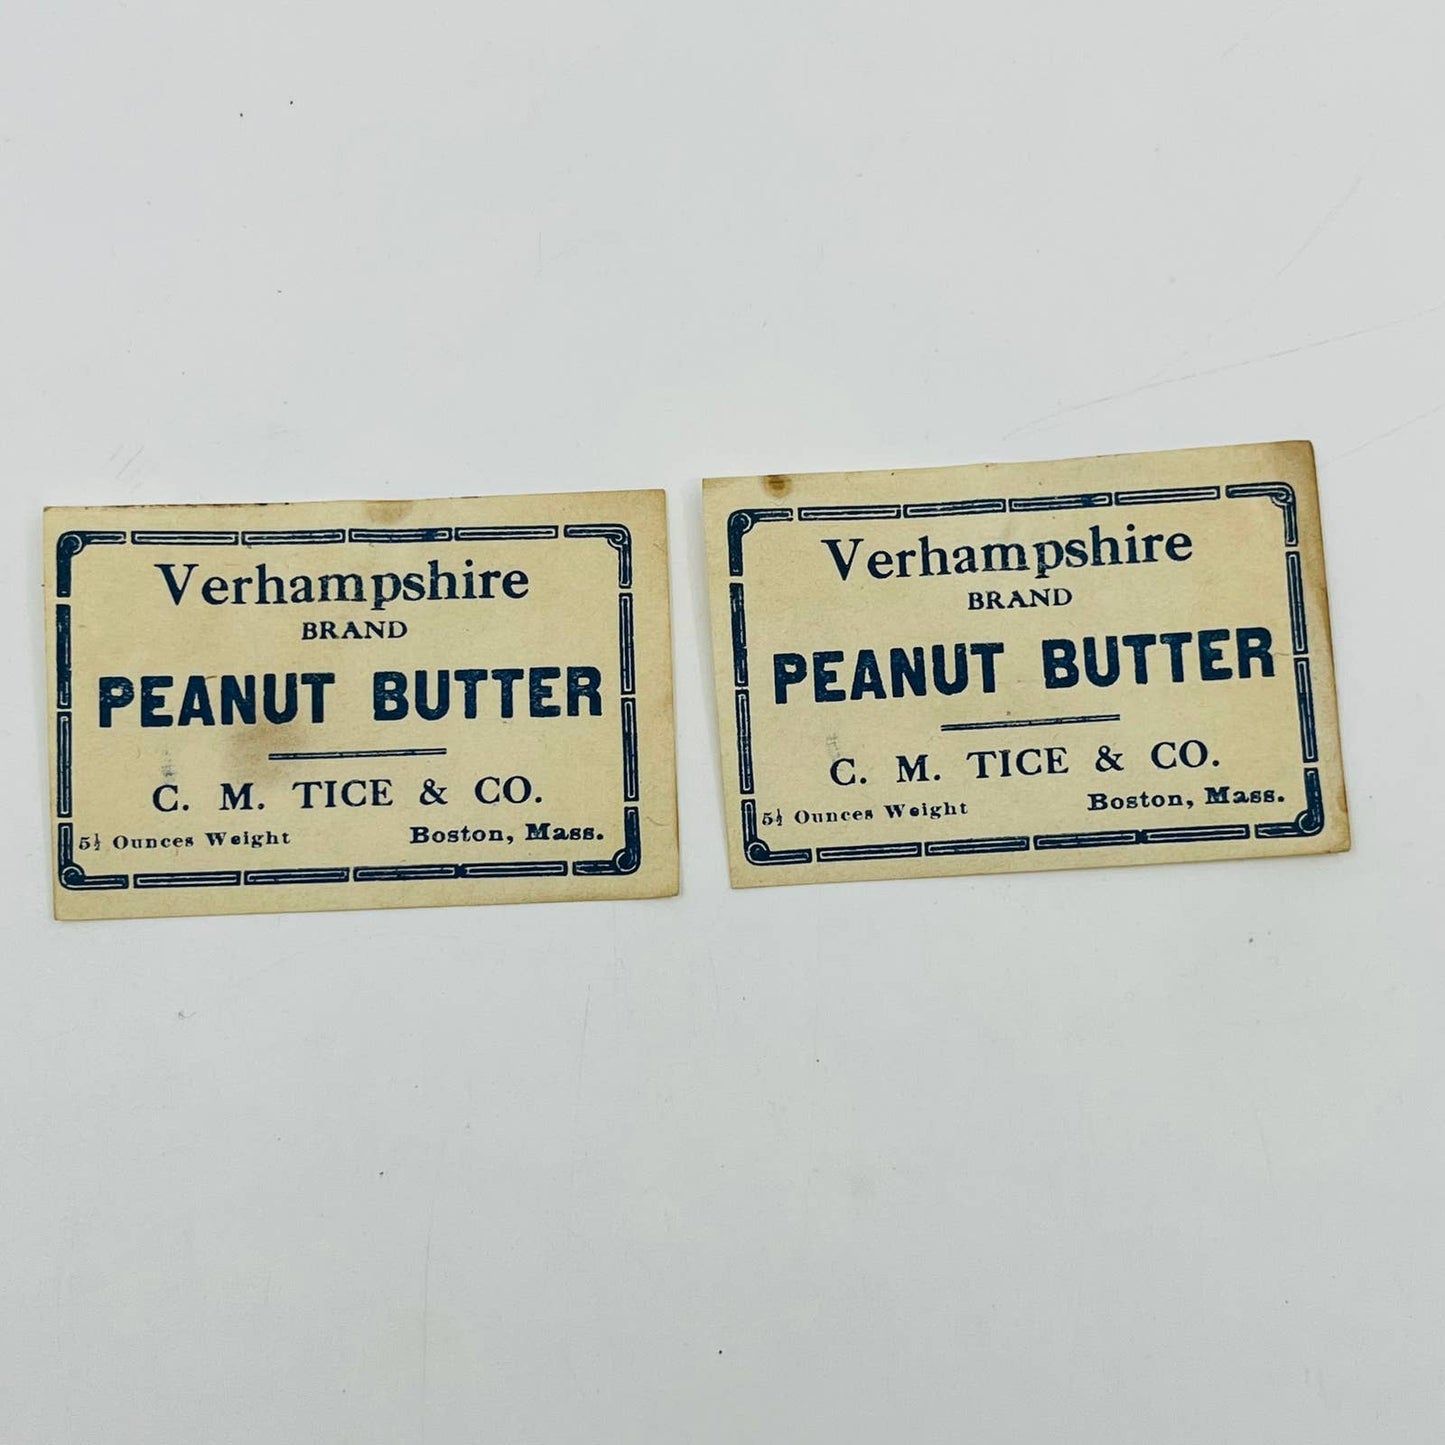 Verhampshire
BRAND
PEANUT BUTTER
C. M. TICE & CO.
5½ Ounces Weight Boston, Mass.
Verhampshire
BRAND
PEANUT BUTTER
C. M. TICE & CO.
5½ Ounces Weight Boston, Mass.